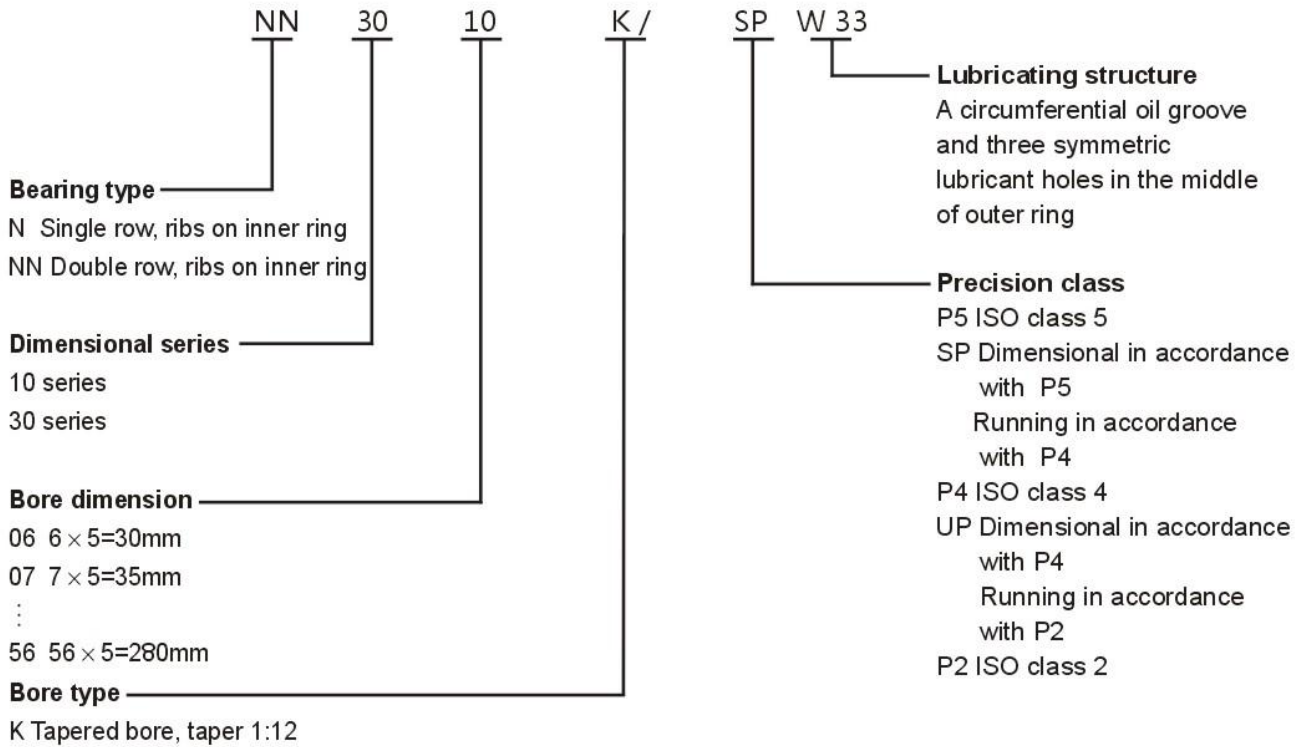 NN 30 10 K / SP W 33
Bearing type
N Single row, ribs on inner ring
NN Double row, ribs on inner ring
Dimensional series
10 series
30 series
Bore dimension
06 6 × 5=30mm
07 7 × 5=35mm
⋮
56 56 × 5=280mm
Bore type
K Tapered bore, taper 1:12
Lubricating structure
A circumferential oil groove
and three symmetric
lubricant holes in the middle
of outer ring
Precision class
P5 ISO class 5
SP Dimensional in accordance
with P5
Running in accordance
with P4
P4 ISO class 4
UP Dimensional in accordance
with P4
Running in accordance
with P2
P2 ISO class 2